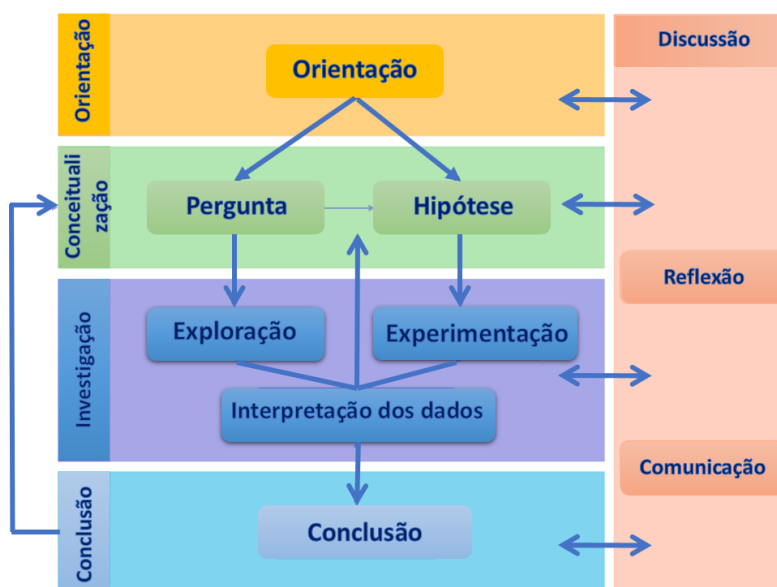 Orientação
Orientação
Conceituali
zação
Pergunta
Hipótese
Investigação
Exploração
Experimentação
Interpretação dos dados
Conclusão
Conclusão
Discussão
Reflexão
Comunicação